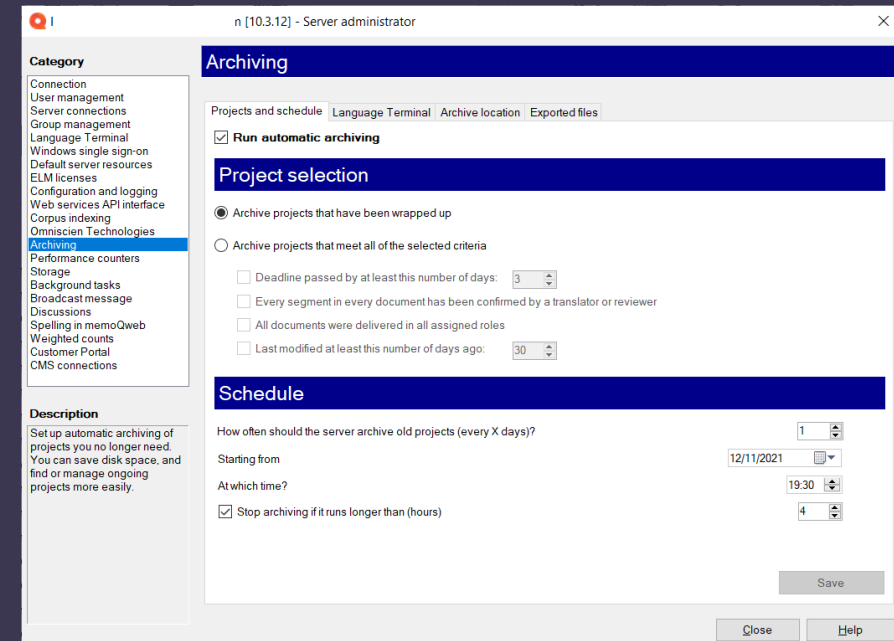 n [10.3.12] - Server administrator
Category
Connection
User management
Server connections
Group management
Language Terminal
Windows single sign-on
Default server resources
ELM licenses
Configuration and logging
Web services API interface
Corpus indexing
Omniscien Technologies
Archiving
Performance counters
Storage
Background tasks
Broadcast message
Discussions
Spelling in memoQweb
Weighted counts
Customer Portal
CMS connections
Description
Set up automatic archiving of
projects you no longer need.
You can save disk space, and
find or manage ongoing
projects more easily.
Archiving
Projects and schedule Language Terminal Archive location Exported files
Run automatic archiving
Project selection
Archive projects that have been wrapped up
Archive projects that meet all of the selected criteria
Deadline passed by at least this number of days: 3
Every segment in every document has been confirmed by a translator or reviewer
All documents were delivered in all assigned roles
Last modified at least this number of days ago: 30
Schedule
How often should the server archive old projects (every X days)? 1
Starting from 12/11/2021
At which time? 19:30
Stop archiving if it runs longer than (hours) 4
Save
Close Help